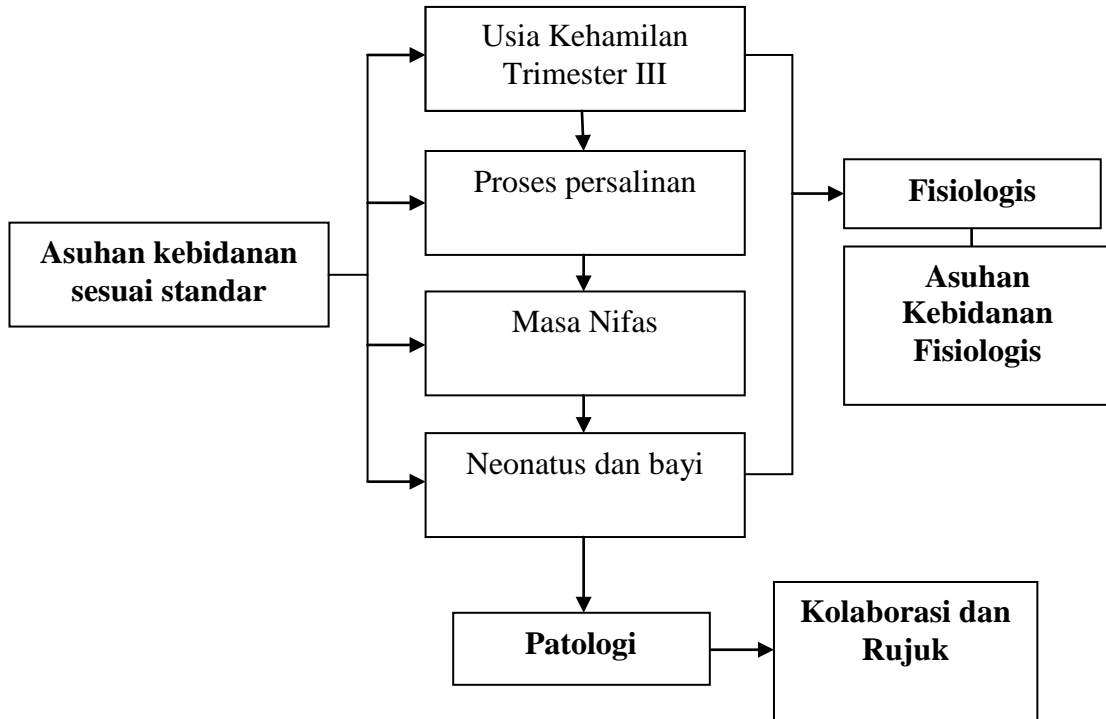 Usia Kehamilan
Trimester III
Proses persalinan
Fisiologis
Asuhan kebidanan
sesuai standar
Asuhan
Kebidanan
Fisiologis
Masa Nifas
Neonatus dan bayi
Patologi
Kolaborasi dan
Rujuk